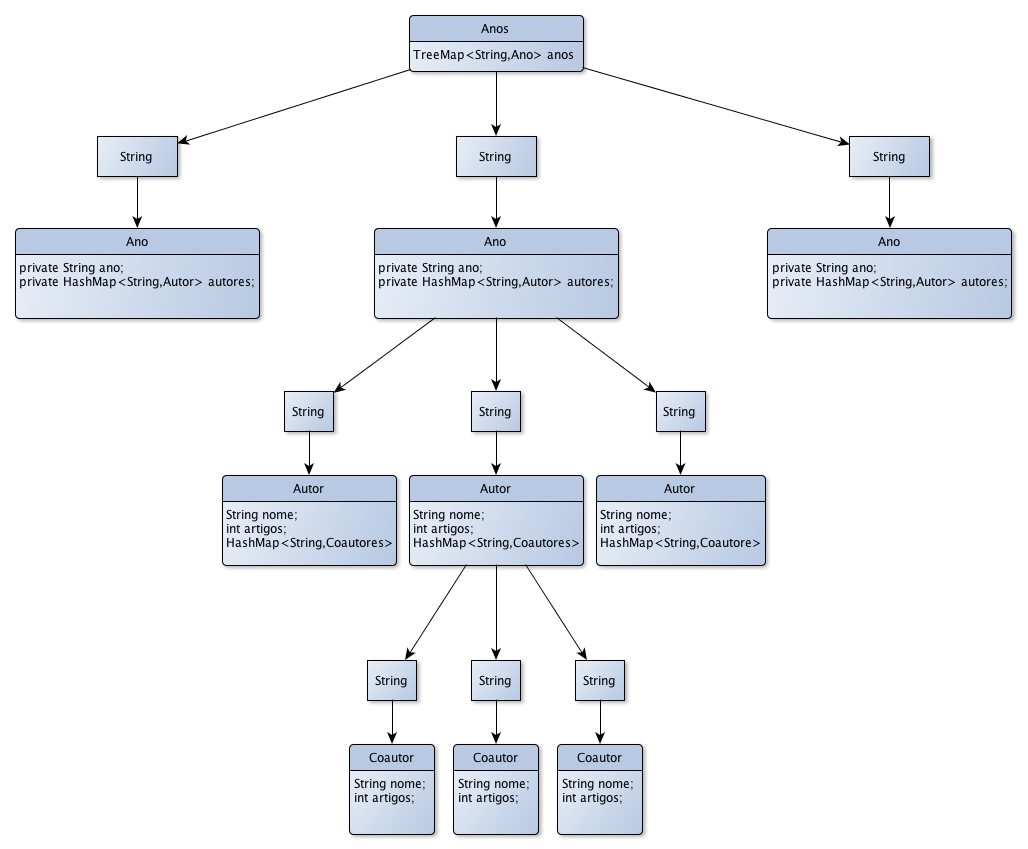 Anos
TreeMap<String,Ano> anos
String
String
String
Ano
private String ano;
private HashMap<String,Autor> autores;
Ano
private String ano;
private HashMap<String,Autor> autores;
Ano
private String ano;
private HashMap<String,Autor> autores;
String
String
String
Autor
String nome;
int artigos;
HashMap<String,Coautores>
Autor
String nome;
int artigos;
HashMap<String,Coautores>
Autor
String nome;
int artigos;
HashMap<String,Coautore>
String
String
String
Coautor
String nome;
int artigos;
Coautor
String nome;
int artigos;
Coautor
String nome;
int artigos;